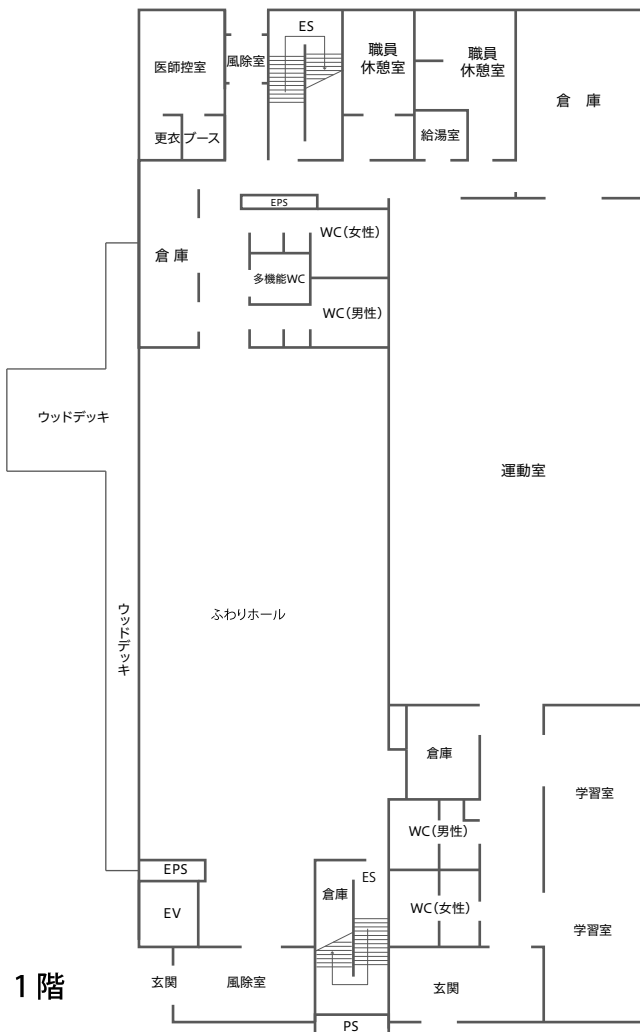 ES
医師控室
風除室
職員
休憩室
職員
休憩室
倉 庫
更衣 ブース
給湯室
EPS
WC(女性)
倉 庫
多機能WC
WC(男性)
ウッドデッキ
運動室
ウッドデッキ
ふわりホール
倉庫
学習室
WC(男性)
EPS
倉庫
ES
WC(女性)
EV
学習室
1 階
玄関
風除室
玄関
PS